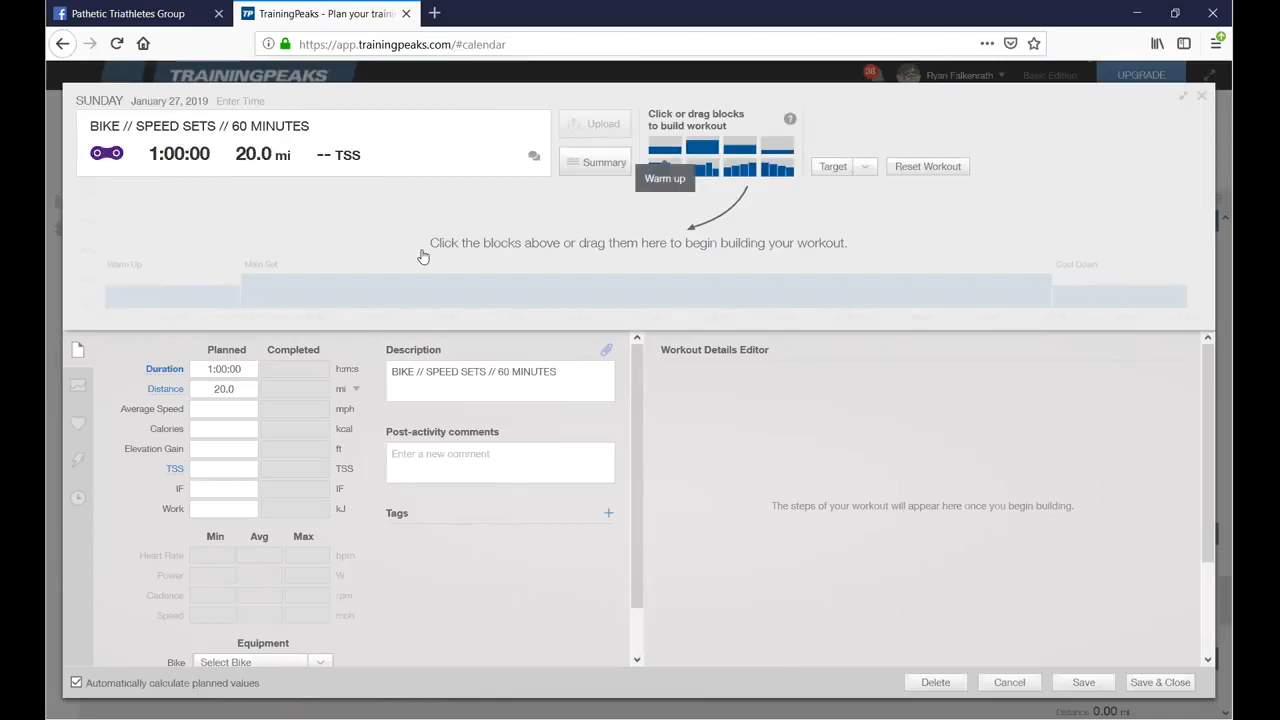 Pathetic Triathletes Group
TrainingPeaks - Plan your traini
https://app.trainingpeaks.com/#calendar
TRAININGPEAKS
38
Ryan Falkenrath
Basic Edition
UPGRADE
SUNDAY January 27, 2019 Enter Time
BIKE // SPEED SETS // 60 MINUTES
1:00:00 20.0 mi -- TSS
Upload
Summary
Click or drag blocks
to build workout
Warm up
Target
Reset Workout
Click the blocks above or drag them here to begin building your workout.
Warm Up
Main Set
Cool Down
Planned Completed
Duration 1:00:00 h:m:s
Distance 20.0 mi
Average Speed mph
Calories kcal
Elevation Gain ft
TSS TSS
IF IF
Work kJ
Min Avg Max
Heart Rate bpm
Power W
Cadence rpm
Speed mph
Equipment
Bike Select Bike
Description
BIKE // SPEED SETS // 60 MINUTES
Post-activity comments
Enter a new comment
Tags
Workout Details Editor
The steps of your workout will appear here once you begin building.
Automatically calculate planned values
Delete
Cancel
Save
Save & Close
Distance 0.00 mi